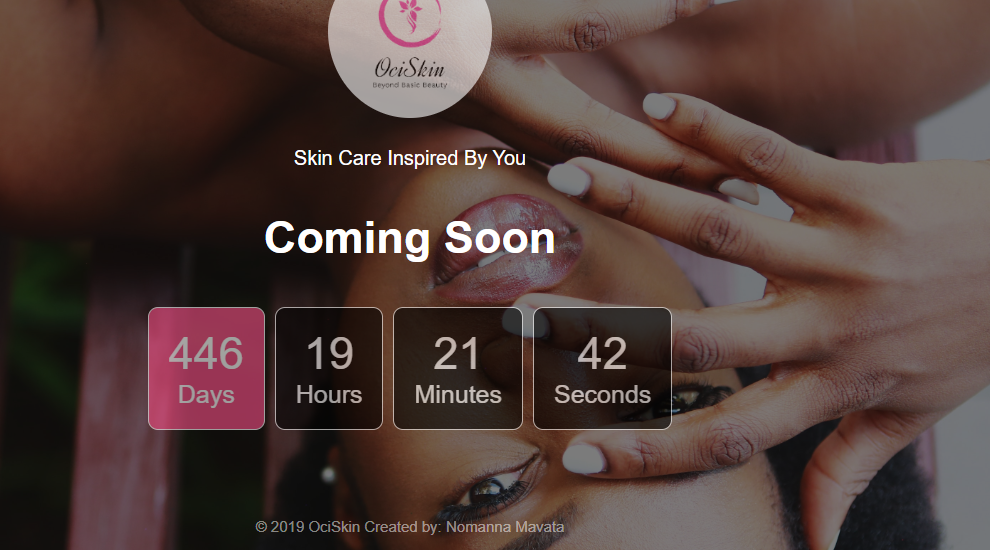 OciSkin
Beyond Basic Beauty
Skin Care Inspired By You
Coming Soon
446 19 21 42
Days Hours Minutes Seconds
© 2019 OciSkin Created by: Nomanna Mavata